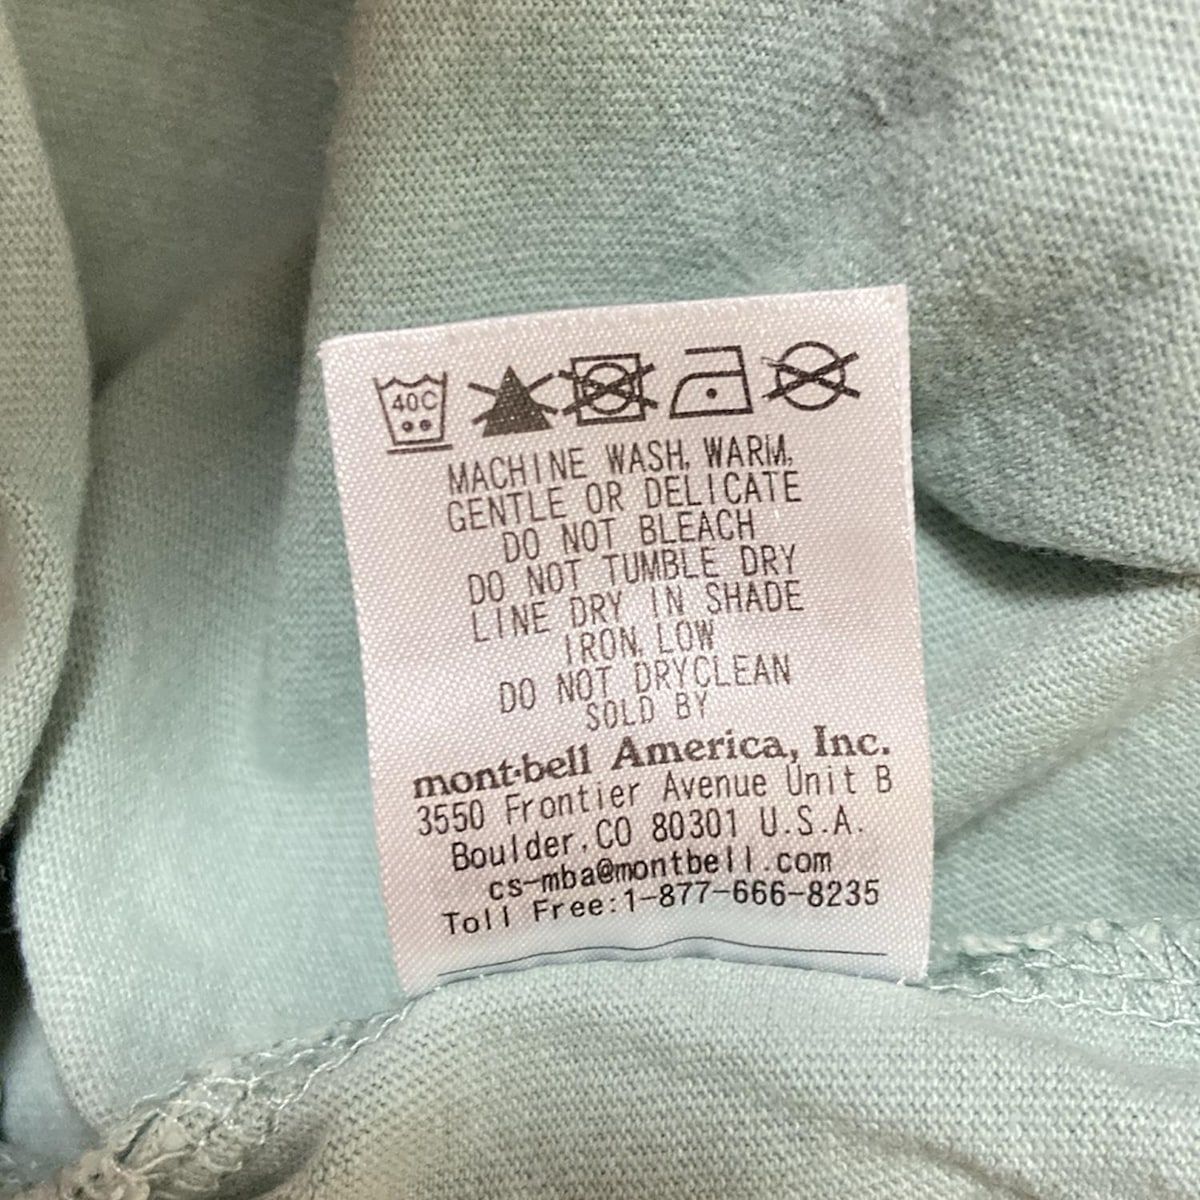 40C
MACHINE WASH, WARM,
GENTLE OR DELICATE
DO NOT BLEACH
DO NOT TUMBLE DRY
LINE DRY IN SHADE
IRON, LOW
DO NOT DRYCLEAN
SOLD BY
mont-bell America, Inc.
3550 Frontier Avenue Unit B
Boulder, CO 80301 U.S.A.
cs-mba@montbell.com
Toll Free:1-877-666-8235